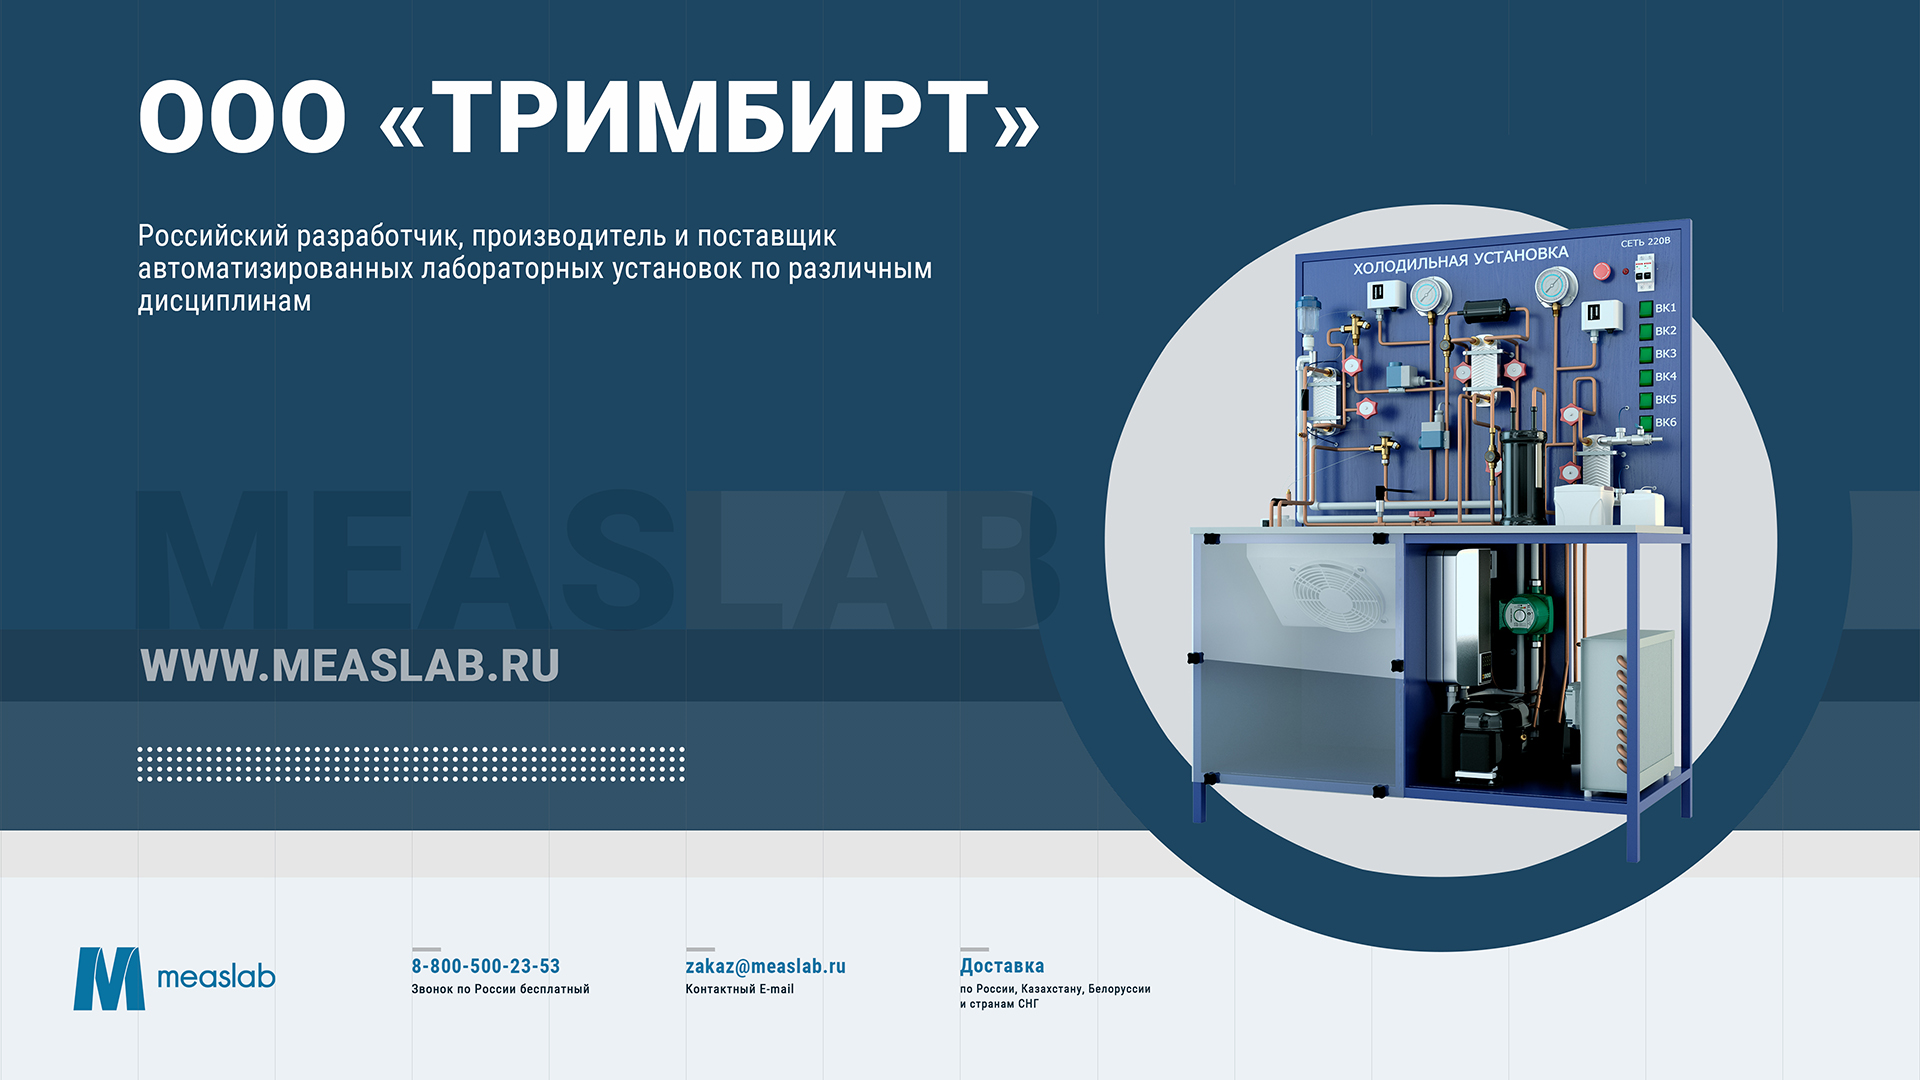 ООО «ТРИМБИРТ»
Российский разработчик, производитель и поставщик
автоматизированных лабораторных установок по различным
дисциплинам
ХОЛОДИЛЬНАЯ УСТАНОВКА
СЕТЬ 220В
ВК1
ВК2
ВК3
ВК4
ВК5
ВК6
MEASLAB
WWW.MEASLAB.RU
measlab
8-800-500-23-53
Звонок по России бесплатный
zakaz@measlab.ru
Контактный E-mail
Доставка
по России, Казахстану, Белоруссии
и странам СНГ